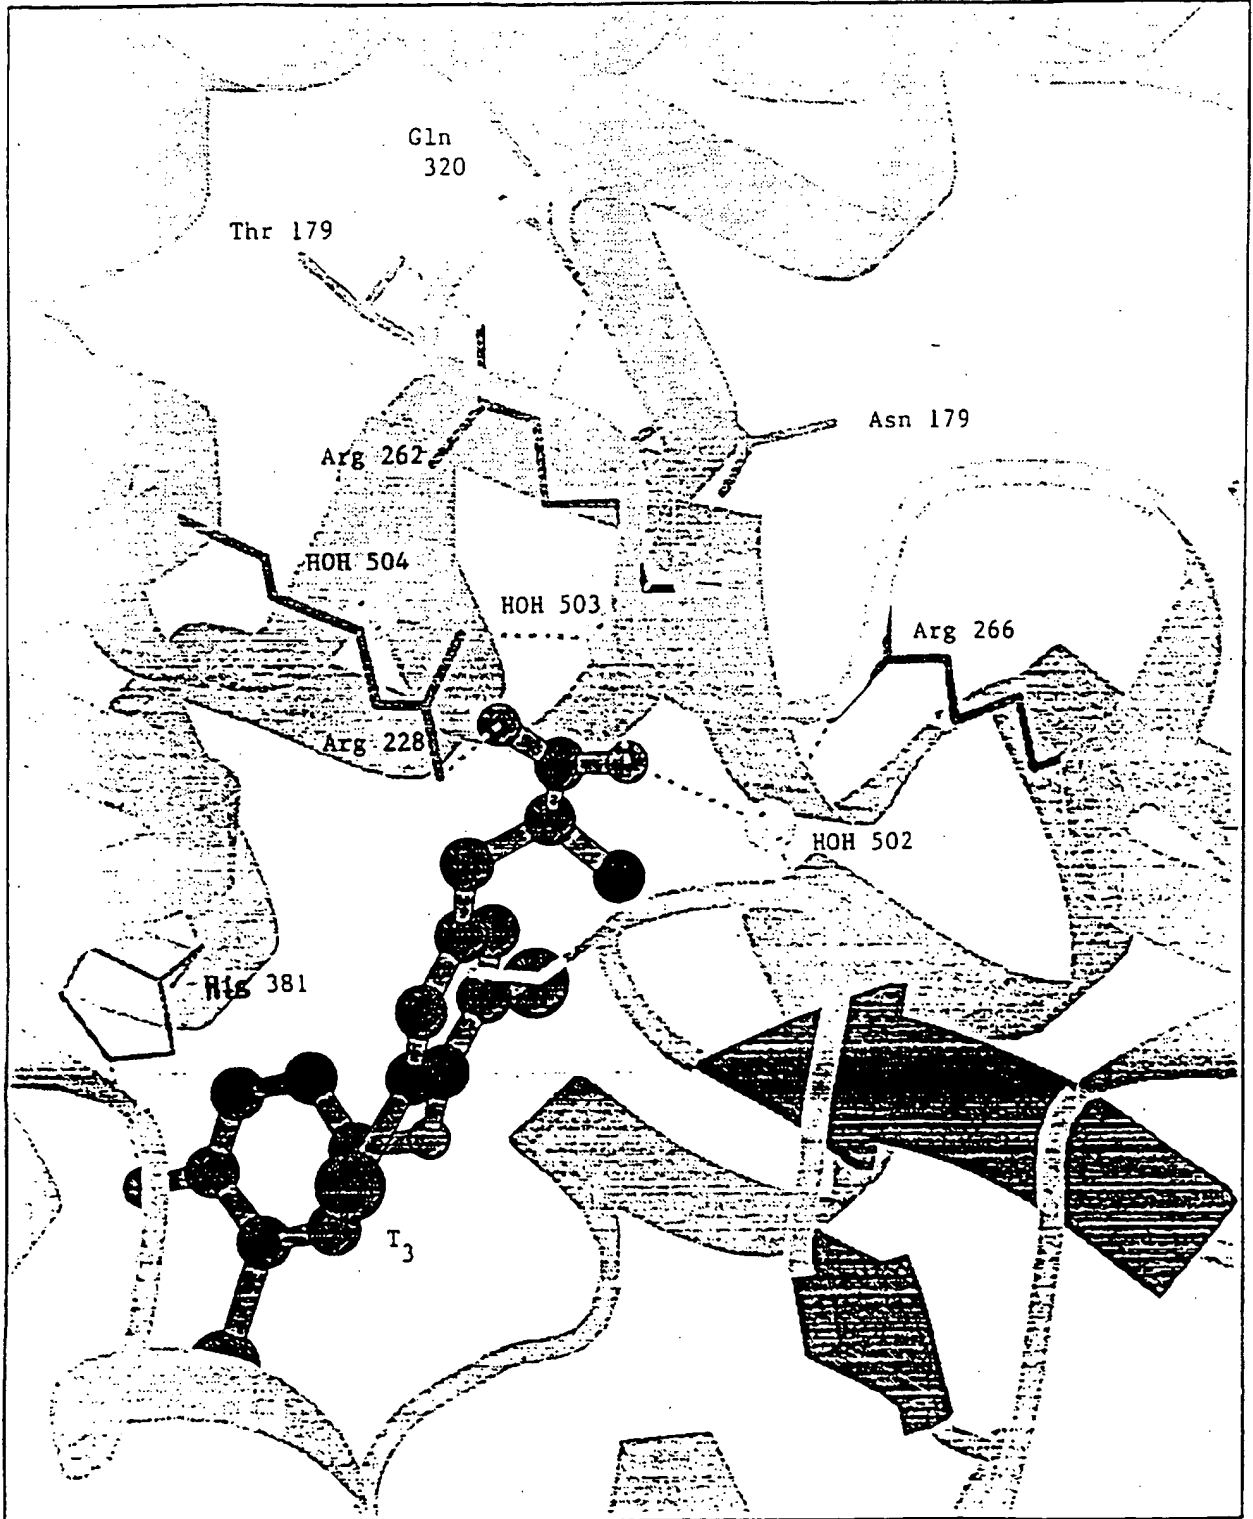 Gln
320
Thr 179
Asn 179
Arg 262
HOH 504
HOH 503
Arg 266
Arg 228
HOH 502
His 381
T3